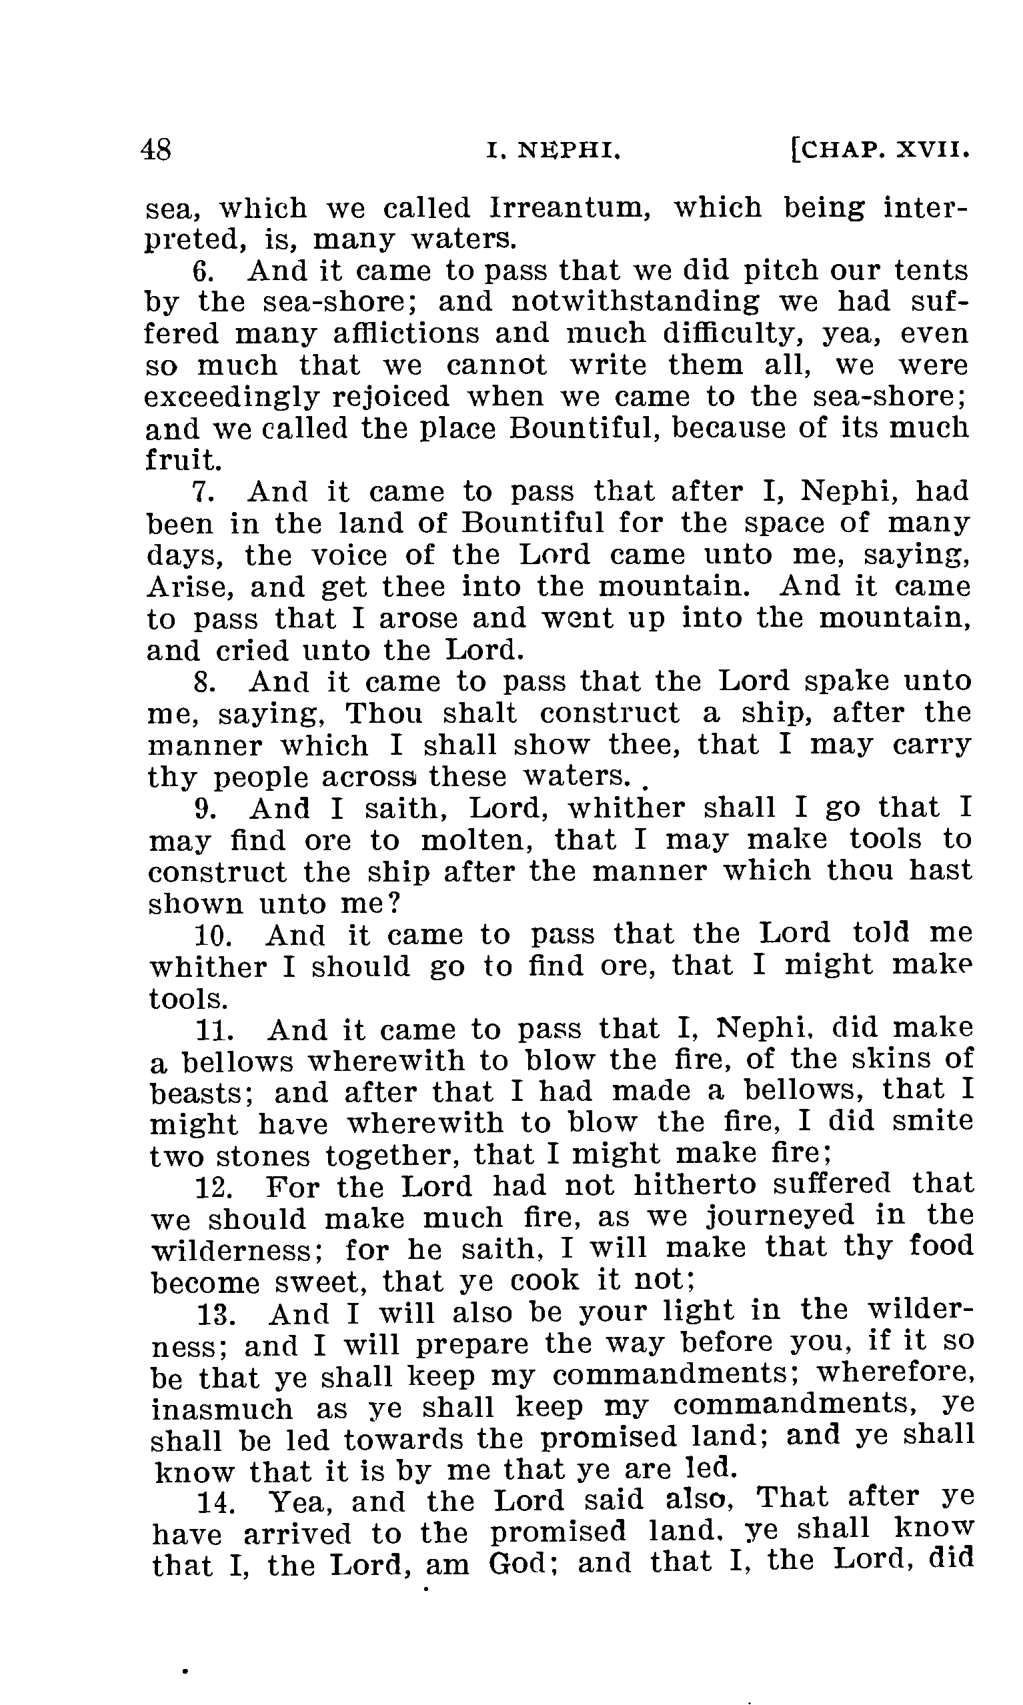 48 I. NEPHI. [CHAP. XVII.
sea, which we called Irreantum, which being inter-
preted, is, many waters.
6. And it came to pass that we did pitch our tents
by the sea-shore; and notwithstanding we had suf-
fered many afflictions and much difficulty, yea, even
so much that we cannot write them all, we were
exceedingly rejoiced when we came to the sea-shore;
and we called the place Bountiful, because of its much
fruit.
7. And it came to pass that after I, Nephi, had
been in the land of Bountiful for the space of many
days, the voice of the Lord came unto me, saying,
Arise, and get thee into the mountain. And it came
to pass that I arose and went up into the mountain,
and cried unto the Lord.
8. And it came to pass that the Lord spake unto
me, saying, Thou shalt construct a ship, after the
manner which I shall show thee, that I may carry
thy people across these waters.
9. And I saith, Lord, whither shall I go that I
may find ore to molten, that I may make tools to
construct the ship after the manner which thou hast
shown unto me?
10. And it came to pass that the Lord told me
whither I should go to find ore, that I might make
tools.
11. And it came to pass that I, Nephi, did make
a bellows wherewith to blow the fire, of the skins of
beasts; and after that I had made a bellows, that I
might have wherewith to blow the fire, I did smite
two stones together, that I might make fire;
12. For the Lord had not hitherto suffered that
we should make much fire, as we journeyed in the
wilderness; for he saith, I will make that thy food
become sweet, that ye cook it not;
13. And I will also be your light in the wilder-
ness; and I will prepare the way before you, if it so
be that ye shall keep my commandments; wherefore,
inasmuch as ye shall keep my commandments, ye
shall be led towards the promised land; and ye shall
know that it is by me that ye are led.
14. Yea, and the Lord said also, That after ye
have arrived to the promised land, ye shall know
that I, the Lord, am God; and that I, the Lord, did